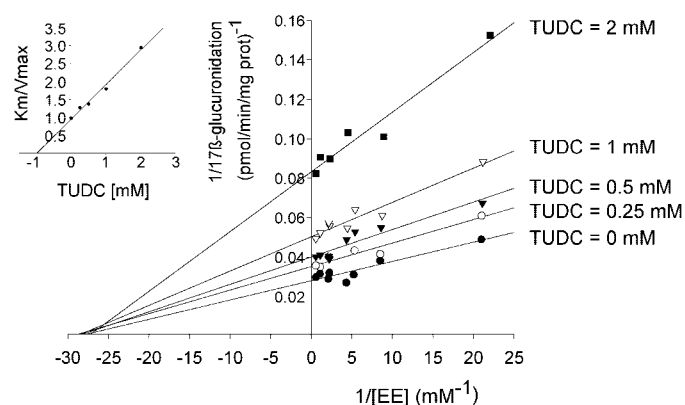 3.5
3.0
2.5
2.0
1.5
1.0
0.5
Km/Vmax
-1 0 1 2 3
TUDC [mM]
0.16
0.14
0.12
0.10
0.08
0.06
0.04
0.02
1/17ß-glucuronidation
(pmol/min/mg prot)-1
TUDC = 2 mM
TUDC = 1 mM
TUDC = 0.5 mM
TUDC = 0.25 mM
TUDC = 0 mM
-30 -25 -20 -15 -10 -5 0 5 10 15 20 25
1/[EE] (mM-1)